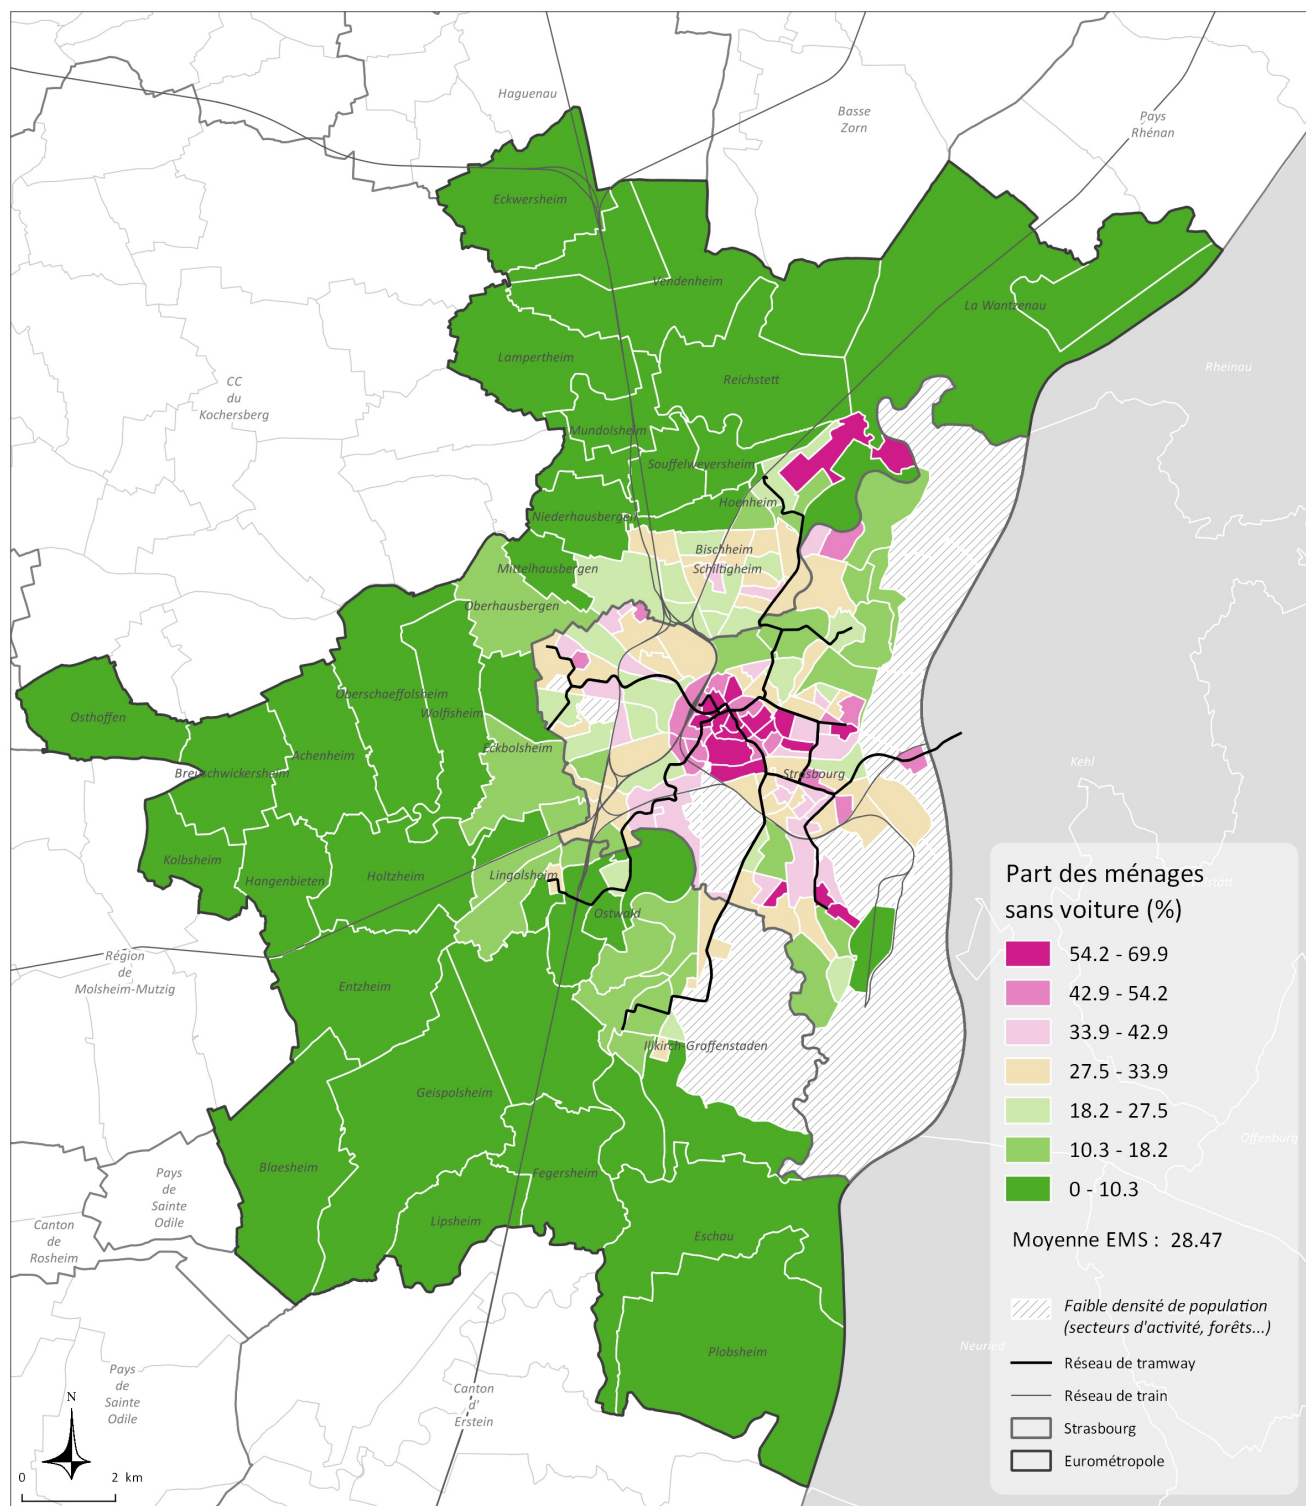 Haguenau
Basse
Zorn
Pays
Rhénan
Eckwersheim
Vendenheim
La Wantzenau
Lampertheim
Reichstett
Rheinau
CC
du
Kochersberg
Mundolsheim
Souffelweyersheim
Hoenheim
Niederhausbergen
Bischheim
Schiltigheim
Mittelhausbergen
Oberhausbergen
Oberschaeffolsheim
Wolfisheim
Osthoffen
Achenheim
Eckbolsheim
Breuschwickersheim
Strasbourg
Kehl
Kolbsheim
Hangenbieten
Holtzheim
Lingolsheim
Ostwald
Région
de
Molsheim-Mutzig
Entzheim
Illkirch-Graffenstaden
Geispolsheim
Blaesheim
Fegersheim
Lipsheim
Eschau
Plobsheim
Pays
de
Sainte
Odile
Canton
de
Rosheim
Pays
de
Sainte
Odile
Canton
d'
Erstein
Offenburg
Neuried
Part des ménages
sans voiture (%)
54.2 - 69.9
42.9 - 54.2
33.9 - 42.9
27.5 - 33.9
18.2 - 27.5
10.3 - 18.2
0 - 10.3
Moyenne EMS : 28.47
Faible densité de population
(secteurs d'activité, forêts...)
Réseau de tramway
Réseau de train
Strasbourg
Eurométropole
N
0 2 km